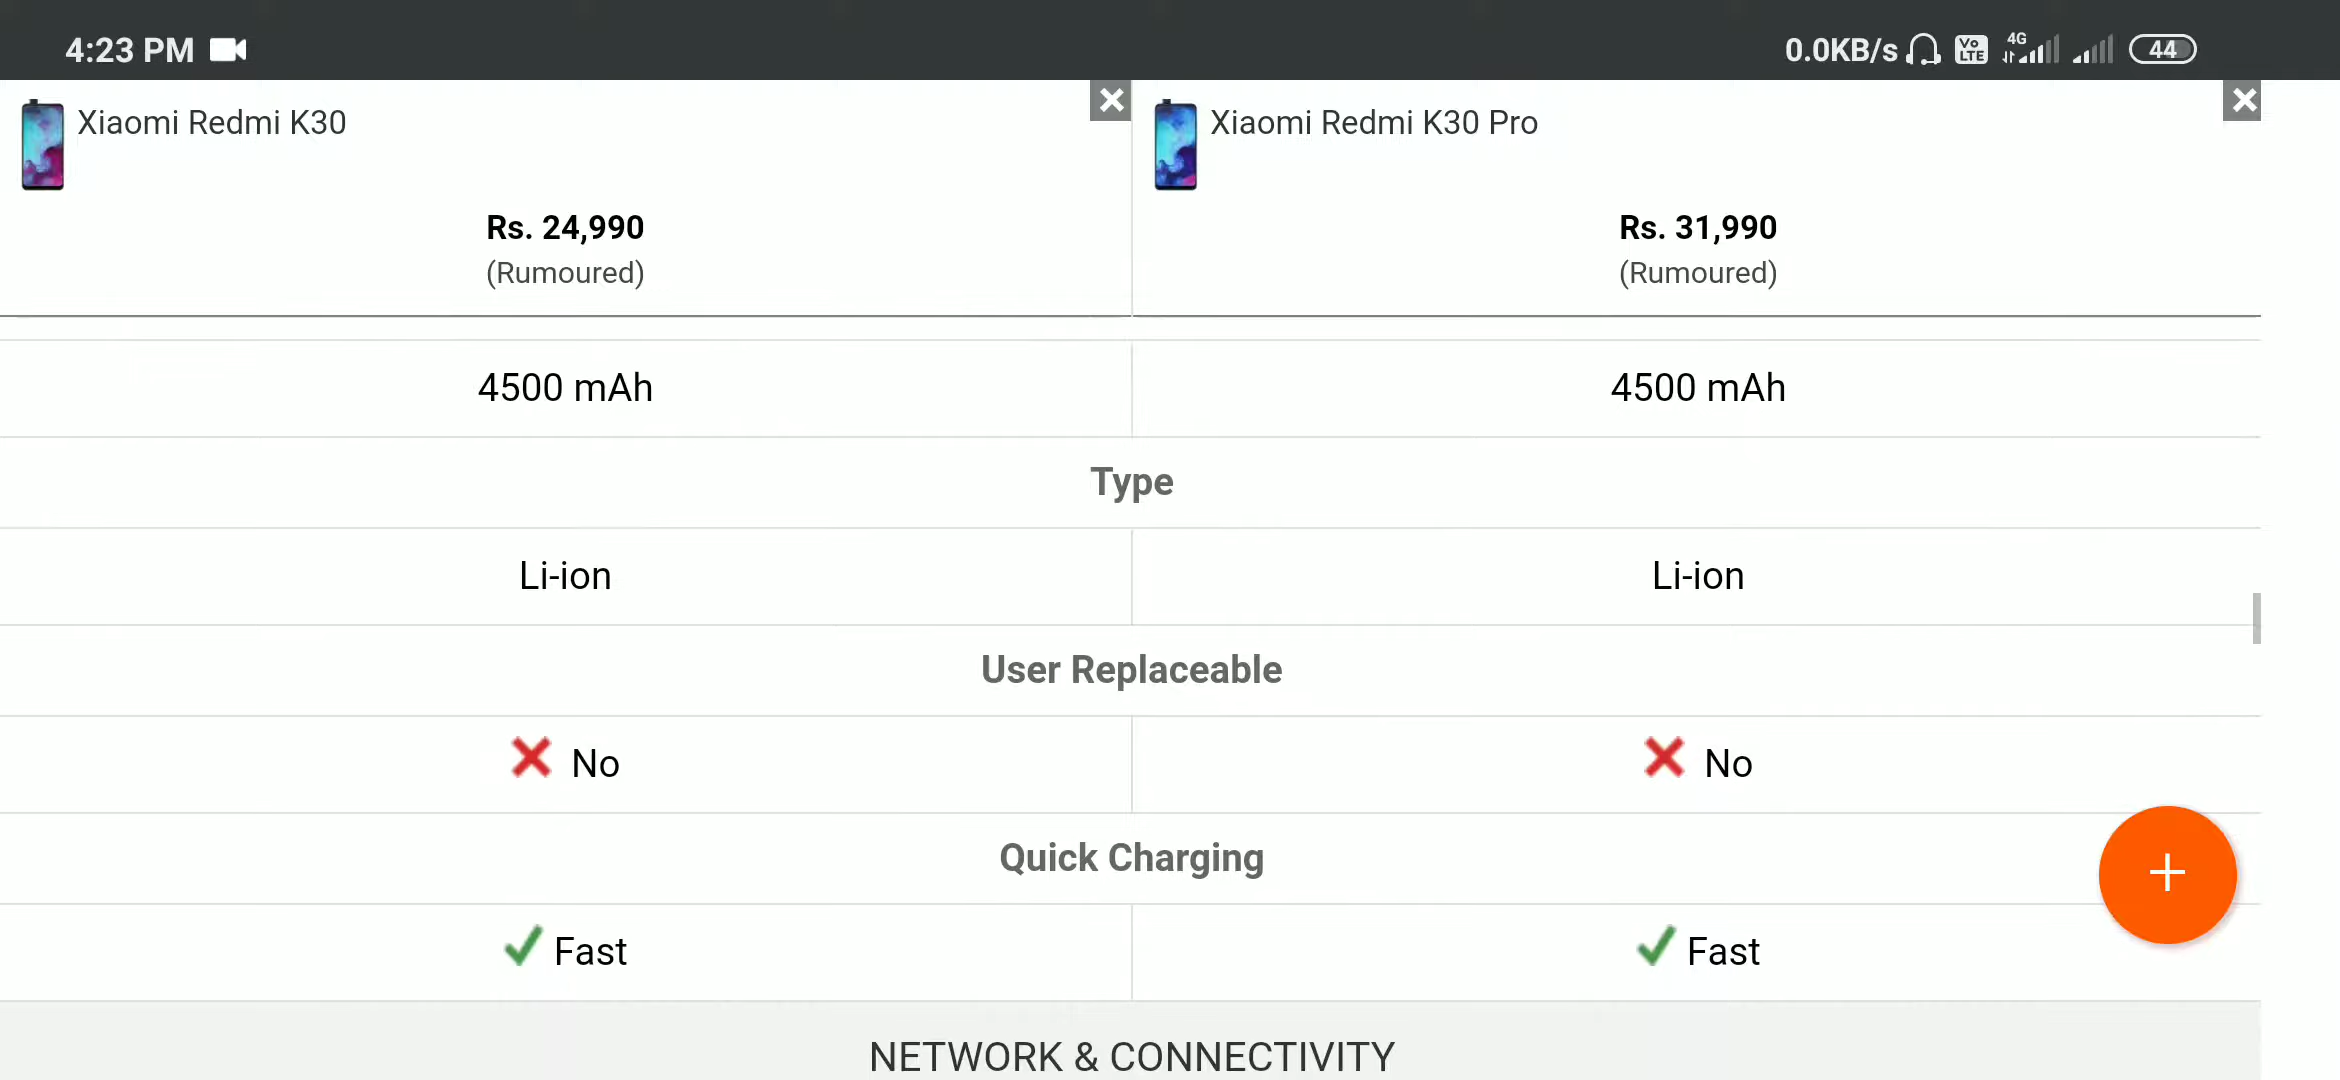 4:23 PM 0.0KB/s Vo LTE 4G 44
Xiaomi Redmi K30 Xiaomi Redmi K30 Pro
Rs. 24,990 Rs. 31,990
(Rumoured) (Rumoured)
4500 mAh 4500 mAh
Type
Li-ion Li-ion
User Replaceable
No No
Quick Charging
Fast Fast
NETWORK & CONNECTIVITY